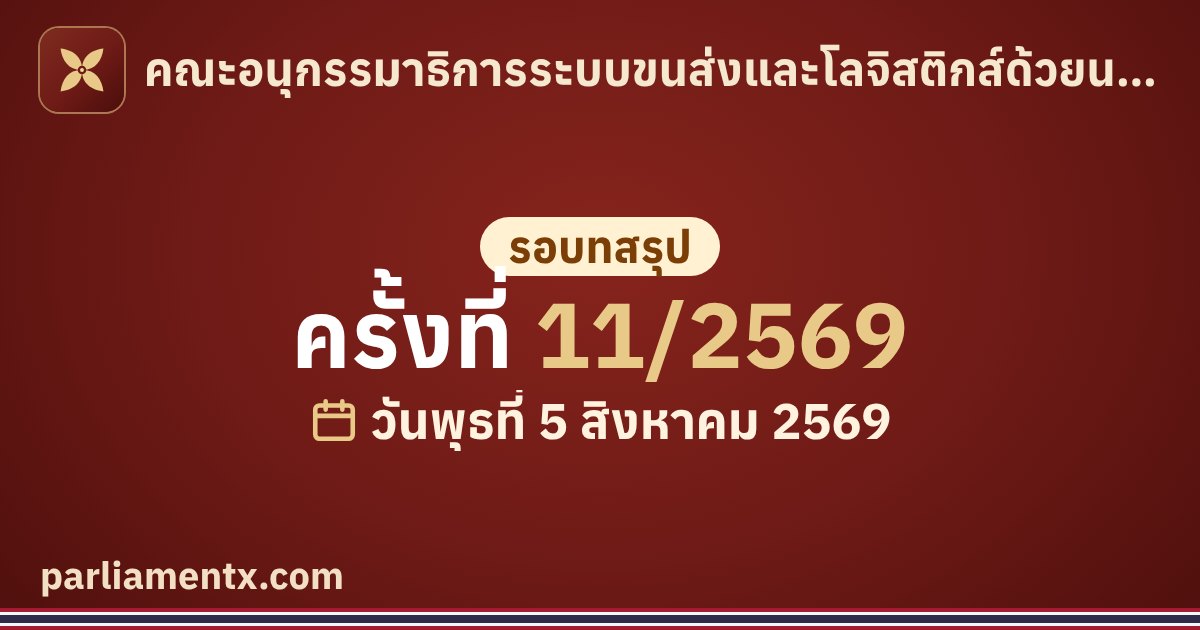 คณะอนุกรรมาธิการระบบขนส่งและโลจิสติกส์ด้วยน...
รอบทสรุป
ครั้งที่ 11/2569
วันพุธที่ 5 สิงหาคม 2569
parliamentx.com